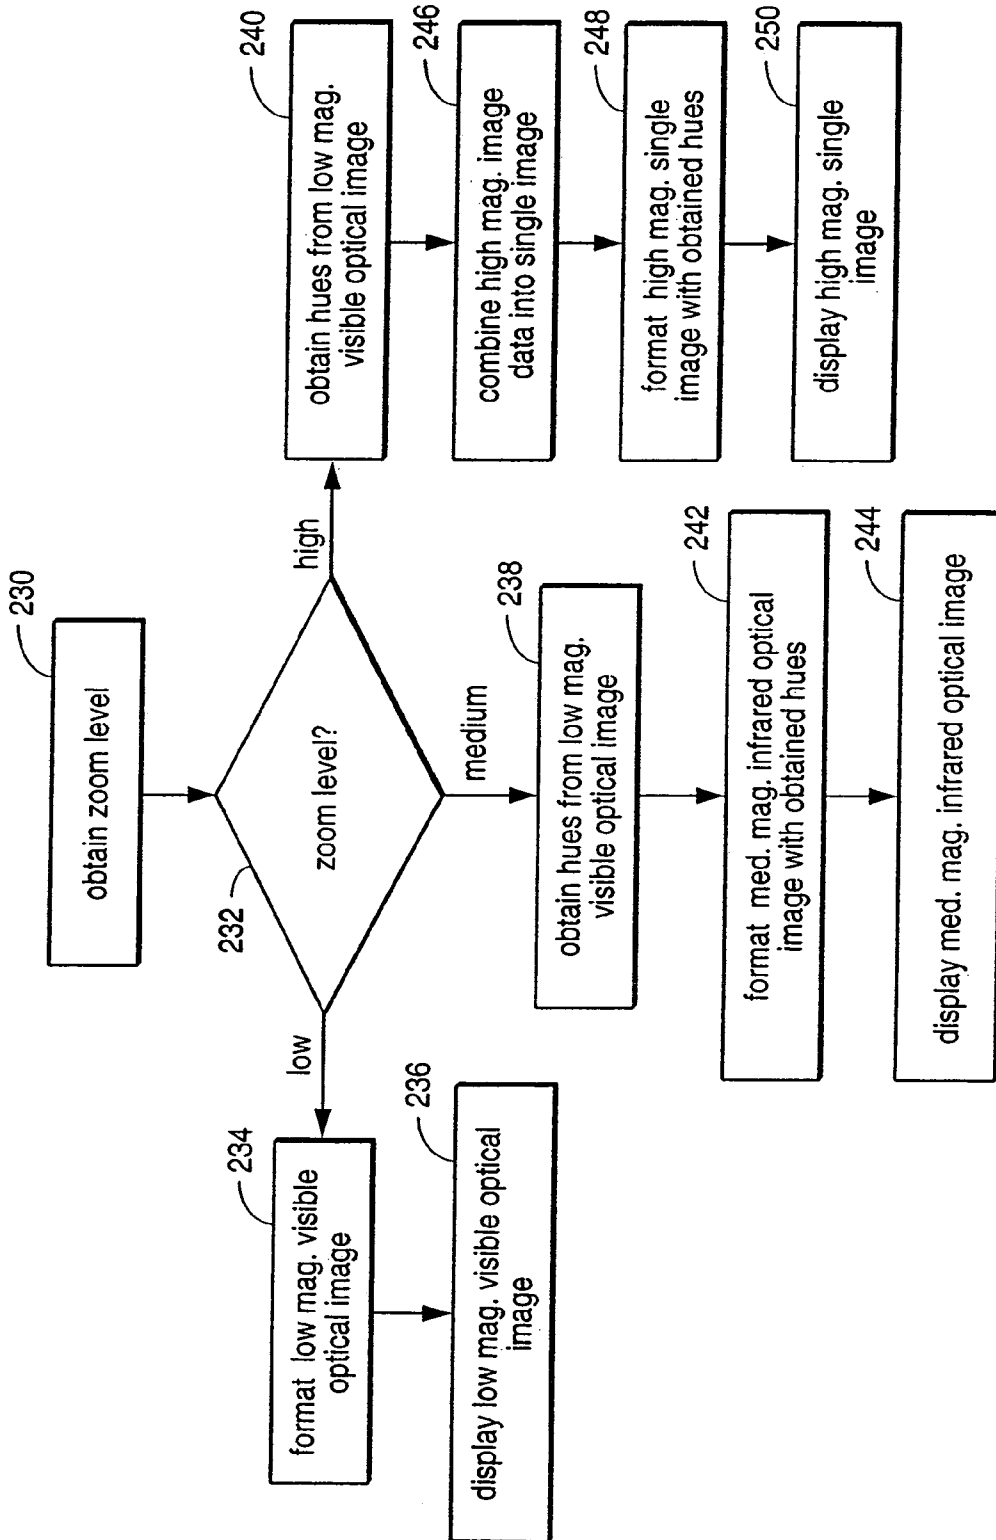 230
obtain zoom level
232
zoom level?
low
medium
high
234
format low mag. visible
optical image
236
display low mag. visible optical
image
238
obtain hues from low mag.
visible optical image
242
format med. mag. infrared optical
image with obtained hues
244
display med. mag. infrared optical image
240
obtain hues from low mag.
visible optical image
246
combine high mag. image
data into single image
248
format high mag. single
image with obtained hues
250
display high mag. single
image